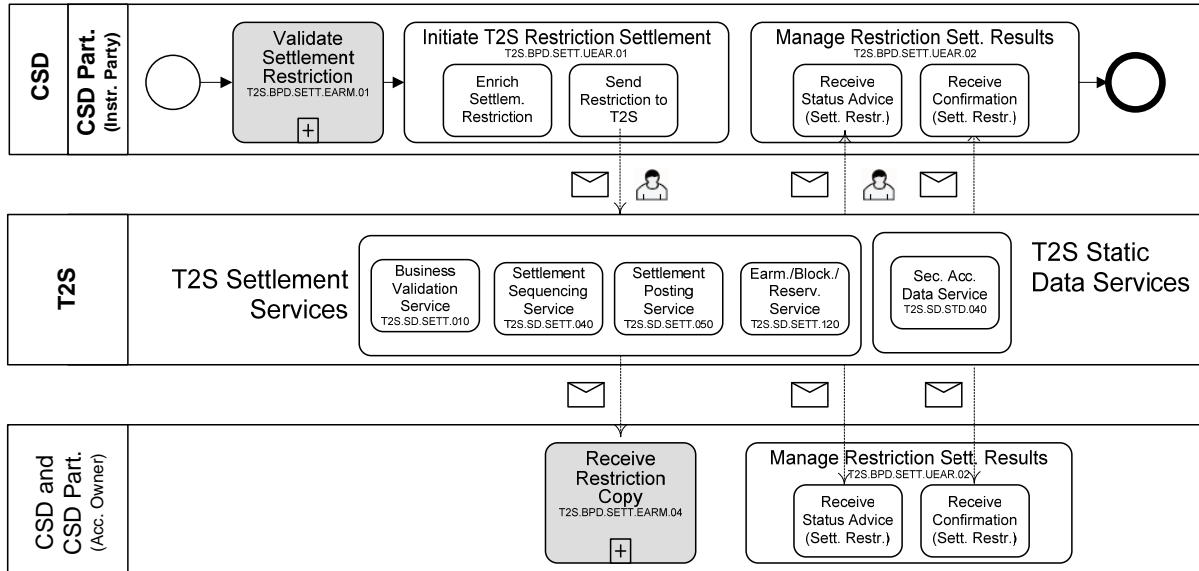 CSD
CSD Part.
(Instr. Party)
Validate
Settlement
Restriction
T2S.BPD.SETT.EARM.01
+
Initiate T2S Restriction Settlement
T2S.BPD.SETT.UEAR.01
Enrich
Settlem.
Restriction
Send
Restriction to
T2S
Manage Restriction Sett. Results
T2S.BPD.SETT.UEAR.02
Receive
Status Advice
(Sett. Restr.)
Receive
Confirmation
(Sett. Restr.)
T2S
T2S Settlement
Services
Business
Validation
Service
T2S.SD.SETT.010
Settlement
Sequencing
Service
T2S.SD.SETT.040
Settlement
Posting
Service
T2S.SD.SETT.050
Earm./Block./
Reserv.
Service
T2S.SD.SETT.120
Sec. Acc.
Data Service
T2S.SD.STD.040
T2S Static
Data Services
CSD and
CSD Part.
(Acc. Owner)
Receive
Restriction
Copy
T2S.BPD.SETT.EARM.04
+
Manage Restriction Sett. Results
T2S.BPD.SETT.UEAR.02
Receive
Status Advice
(Sett. Restr.)
Receive
Confirmation
(Sett. Restr.)